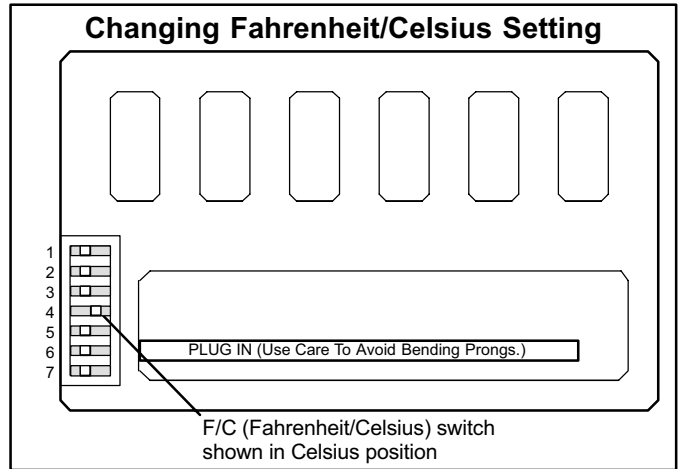 Changing Fahrenheit/Celsius Setting
1
2
3
4
5
6
7
PLUG IN (Use Care To Avoid Bending Prongs.)
F/C (Fahrenheit/Celsius) switch
shown in Celsius position